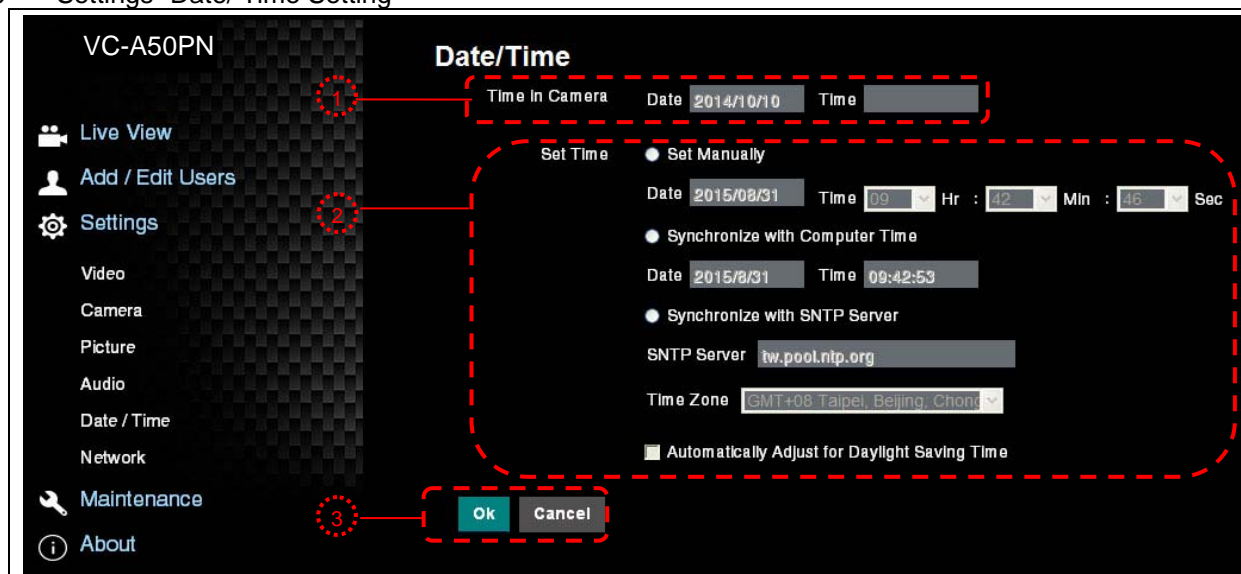 Settings- Date/ Time Setting
VC-A50PN
Date/Time
1
Time in Camera Date 2014/10/10 Time
Live View
Set Time Set Manually
Add / Edit Users
Date 2015/08/31 Time 09 Hr : 42 Min : 46 Sec
2
Settings
Synchronize with Computer Time
Video
Date 2015/8/31 Time 09:42:53
Camera
Synchronize with SNTP Server
Picture
SNTP Server tw.pool.ntp.org
Audio
Time Zone GMT+08 Taipei, Beijing, Chong
Date / Time
Network
Automatically Adjust for Daylight Saving Time
Maintenance
3
Ok Cancel
About